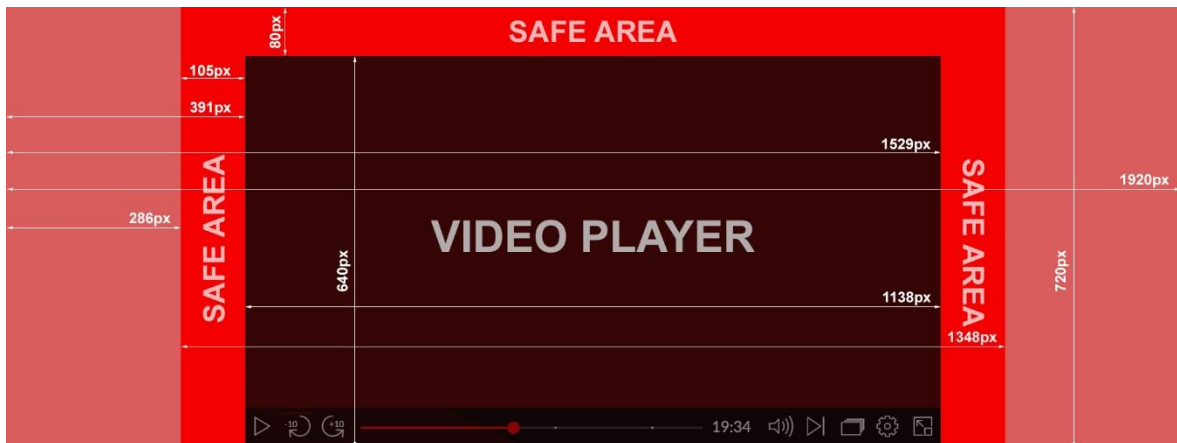 80px
SAFE AREA
105px
391px
1529px
1920px
286px
SAFE AREA
VIDEO PLAYER
SAFE AREA
640px
720px
1138px
1348px
-10
+10
19:34